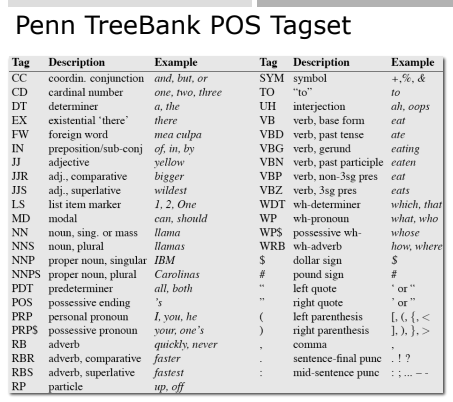 Penn TreeBank POS Tagset
Tag Description Example Tag Description Example
CC coordin. conjunction and, but, or SYM symbol +,%, &
CD cardinal number one, two, three TO "to" to
DT determiner a, the UH interjection ah, oops
EX existential 'there' there VB verb, base form eat
FW foreign word mea culpa VBD verb, past tense ate
IN preposition/sub-conj of, in, by VBG verb, gerund eating
JJ adjective yellow VBN verb, past participle eaten
JJR adj., comparative bigger VBP verb, non-3sg pres eat
JJS adj., superlative wildest VBZ verb, 3sg pres eats
LS list item marker 1, 2, One WDT wh-determiner which, that
MD modal can, should WP wh-pronoun what, who
NN noun, sing. or mass llama WP$ possessive wh- whose
NNS noun, plural llamas WRB wh-adverb how, where
NNP proper noun, singular IBM $ dollar sign $
NNPS proper noun, plural Carolinas # pound sign #
PDT predeterminer all, both " left quote ' or "
POS possessive ending 's " right quote ' or "
PRP personal pronoun I, you, he ( left parenthesis [, (, {, <
PRP$ possessive pronoun your, one's ) right parenthesis ], ), }, >
RB adverb quickly, never , comma ,
RBR adverb, comparative faster . sentence-final punc . ! ?
RBS adverb, superlative fastest : mid-sentence punc : ; ... – -
RP particle up, off